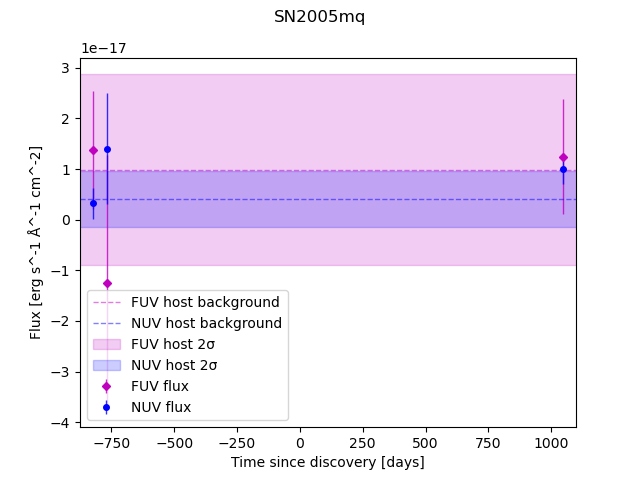 SN2005mq
1e−17
3
2
1
0
−1
−2
−3
−4
Flux [erg s^-1 Å^-1 cm^-2]
FUV host background
NUV host background
FUV host 2σ
NUV host 2σ
FUV flux
NUV flux
−750 −500 −250 0 250 500 750 1000
Time since discovery [days]